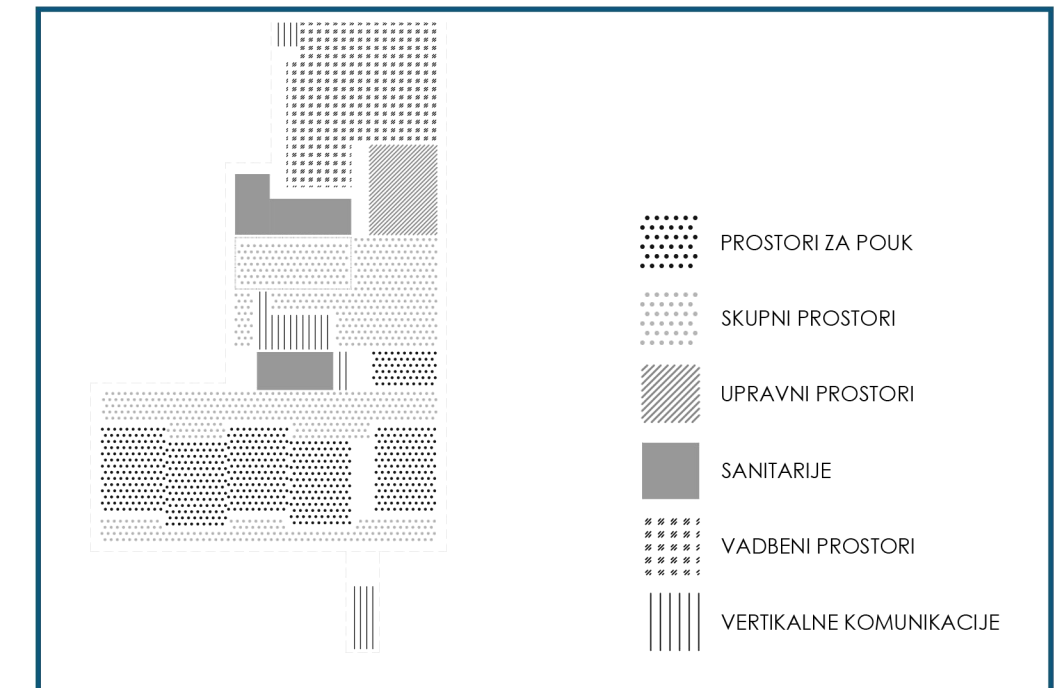 PROSTORI ZA POUK
SKUPNI PROSTORI
UPRAVNI PROSTORI
SANITARIJE
VADBENI PROSTORI
VERTIKALNE KOMUNIKACIJE